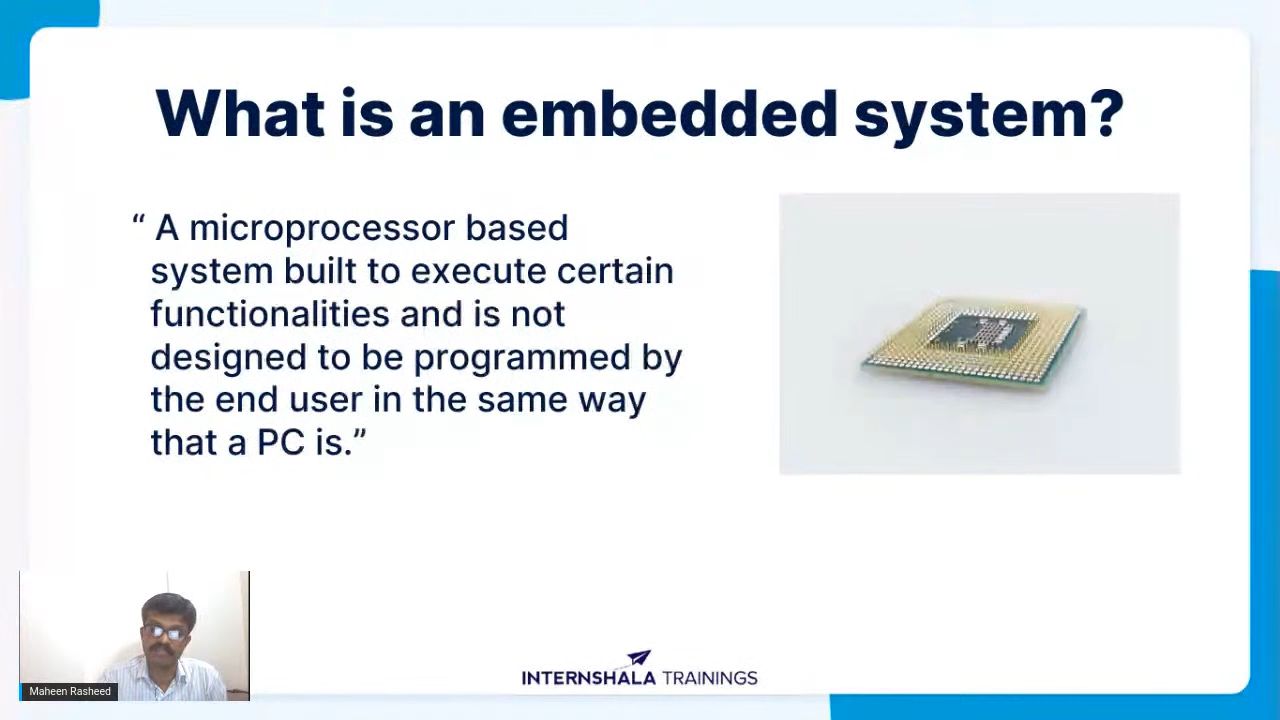 What is an embedded system?
“ A microprocessor based
system built to execute certain
functionalities and is not
designed to be programmed by
the end user in the same way
that a PC is.”
Maheen Rasheed
INTERNSHALA TRAININGS